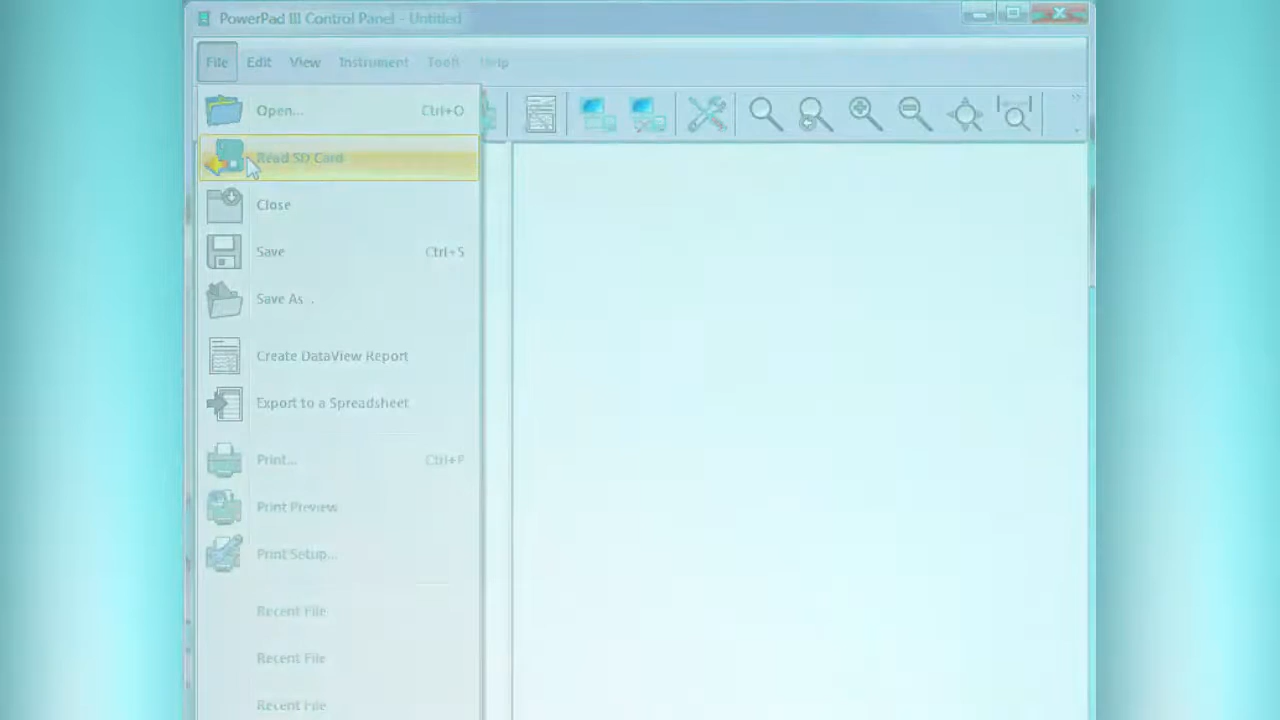 PowerPad III Control Panel - Untitled
File Edit View Instrument Tools Help
Open... Ctrl+O
Read SD Card
Close
Save Ctrl+S
Save As...
Create DataView Report
Export to a Spreadsheet
Print... Ctrl+P
Print Preview
Print Setup...
Recent File
Recent File
Recent File